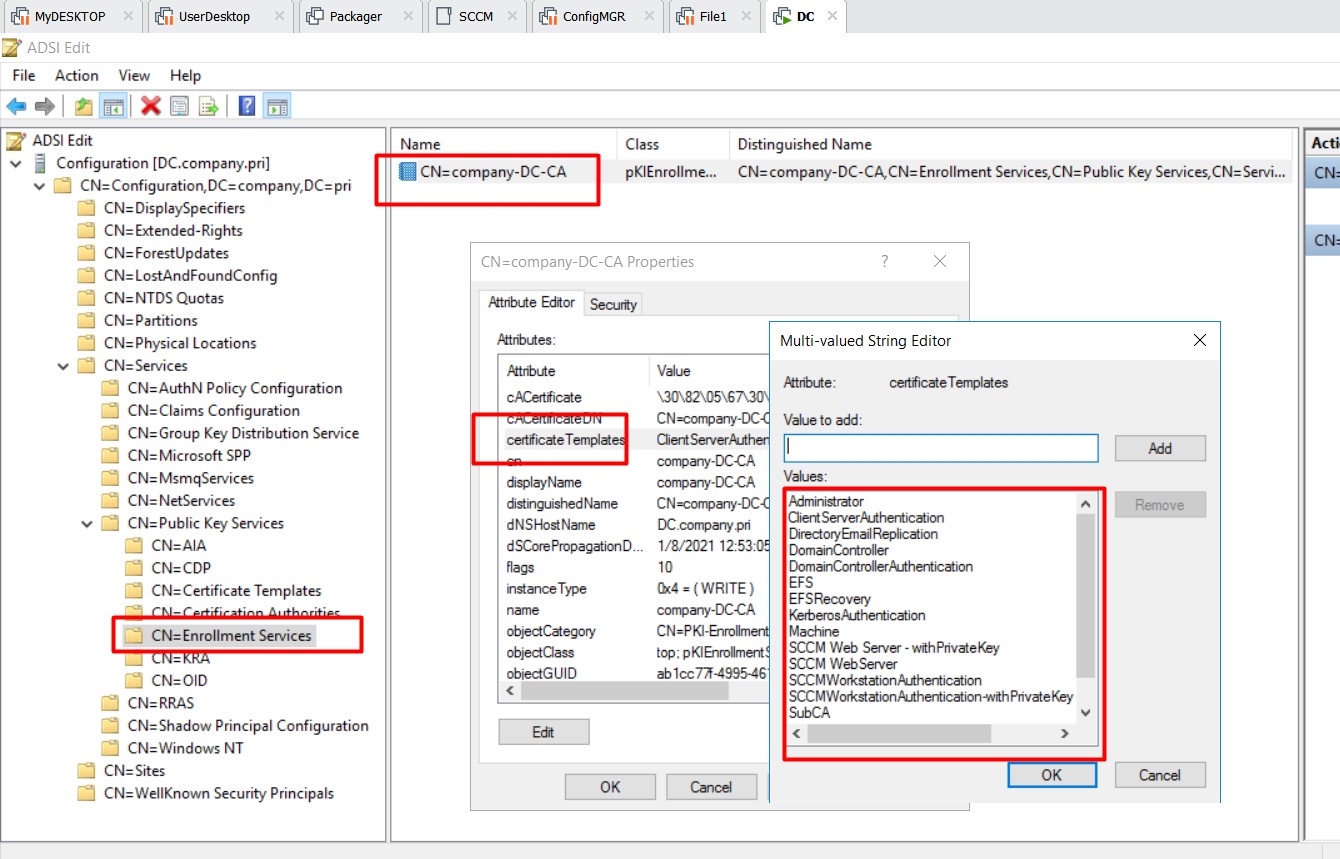 MyDESKTOP
UserDesktop
Packager
SCCM
ConfigMGR
File1
DC
ADSI Edit
File Action View Help
ADSI Edit
Configuration [DC.company.pri]
CN=Configuration,DC=company,DC=pri
CN=DisplaySpecifiers
CN=Extended-Rights
CN=ForestUpdates
CN=LostAndFoundConfig
CN=NTDS Quotas
CN=Partitions
CN=Physical Locations
CN=Services
CN=AuthN Policy Configuration
CN=Claims Configuration
CN=Group Key Distribution Service
CN=Microsoft SPP
CN=MsmqServices
CN=NetServices
CN=Public Key Services
CN=AIA
CN=CDP
CN=Certificate Templates
CN=Certification Authorities
CN=Enrollment Services
CN=KRA
CN=OID
CN=RRAS
CN=Shadow Principal Configuration
CN=Windows NT
CN=Sites
CN=WellKnown Security Principals
Name Class Distinguished Name
CN=company-DC-CA pKIEnrollme... CN=company-DC-CA,CN=Enrollment Services,CN=Public Key Services,CN=Servi...
Acti
CN=
CN=
CN=company-DC-CA Properties ?
Attribute Editor Security
Attributes:
Attribute Value
cACertificate \30\82\05\67\30\
cACertificateDN CN=company-DC-C
certificateTemplates ClientServerAuthen
cn company-DC-CA
displayName company-DC-CA
distinguishedName CN=company-DC-C
dNSHostName DC.company.pri
dSCorePropagationD... 1/8/2021 12:53:05
flags 10
instanceType 0x4 = ( WRITE )
name company-DC-CA
objectCategory CN=PKI-Enrollment
objectClass top; pKIEnrollmentS
objectGUID ab1cc77f-4995-461
Edit
OK Cancel
Multi-valued String Editor
Attribute: certificateTemplates
Value to add:
Add
Values:
Remove
Administrator
ClientServerAuthentication
DirectoryEmailReplication
DomainController
DomainControllerAuthentication
EFS
EFSRecovery
KerberosAuthentication
Machine
SCCM Web Server - withPrivateKey
SCCM WebServer
SCCMWorkstationAuthentication
SCCMWorkstationAuthentication-withPrivateKey
SubCA
OK Cancel